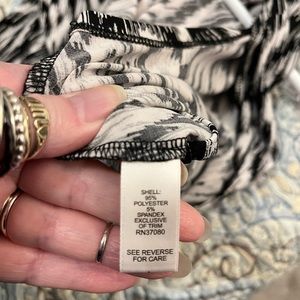 SHELL:
95%
POLYESTER
5%
SPANDEX
EXCLUSIVE
OF TRIM
RN37080
SEE REVERSE
FOR CARE